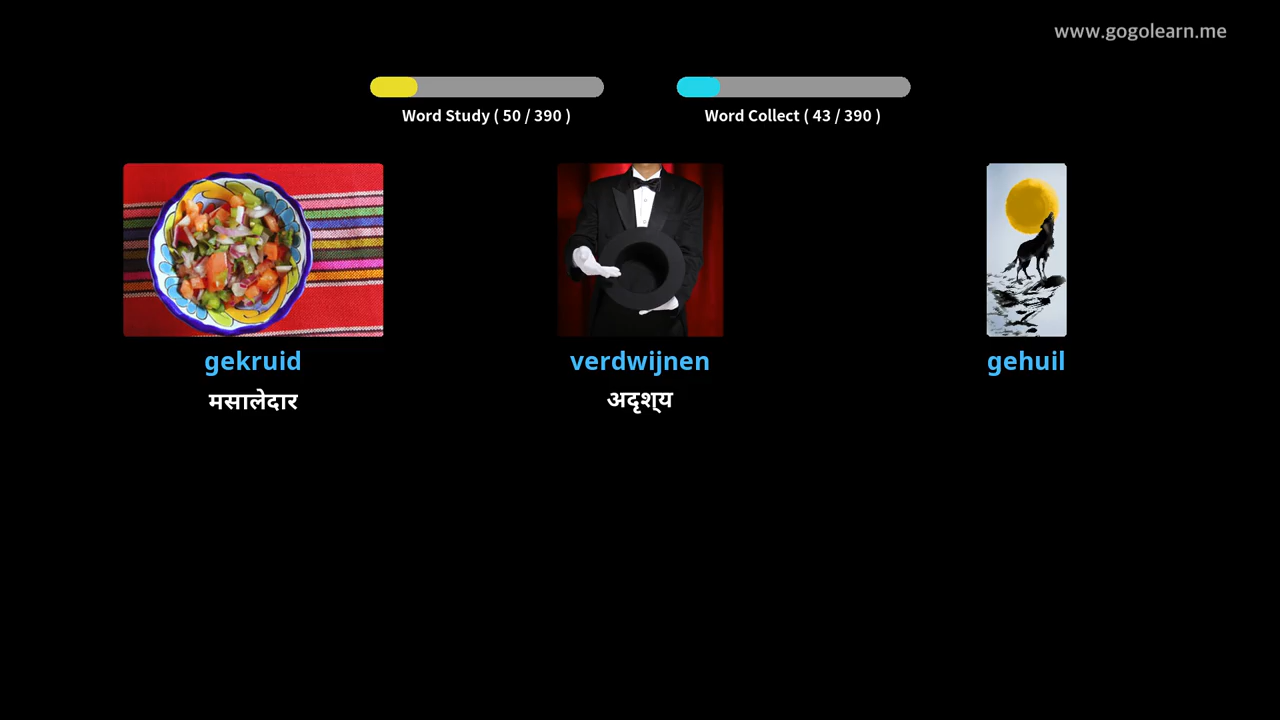 www.gogolearn.me
Word Study ( 50 / 390 )
Word Collect ( 43 / 390 )
gekruid
verdwijnen
gehuil
मसालेदार
अदृश्य